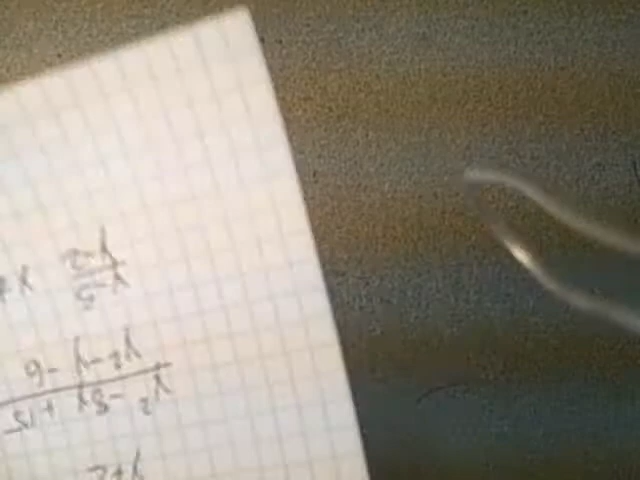 y+2
y² -8y +15
y² -y -6
y-5 y≠
y-2